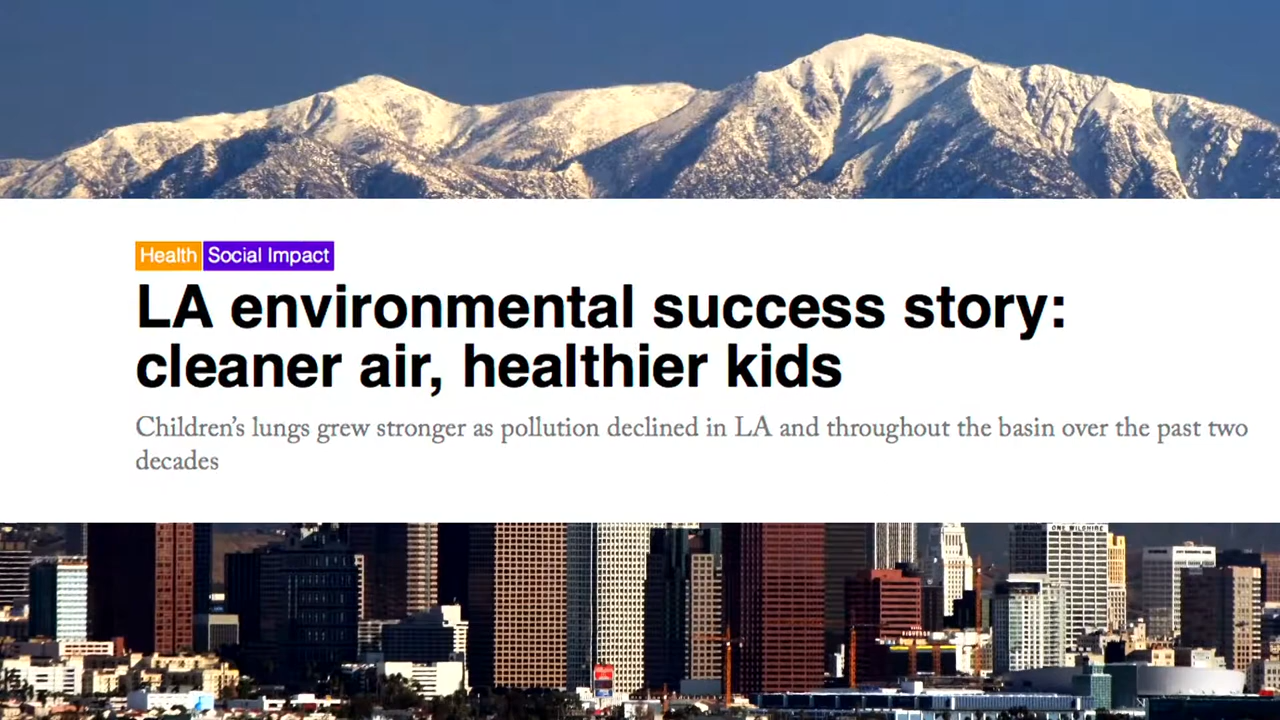 Health Social Impact
LA environmental success story:
cleaner air, healthier kids
Children’s lungs grew stronger as pollution declined in LA and throughout the basin over the past two
decades
ONE WILSHIRE